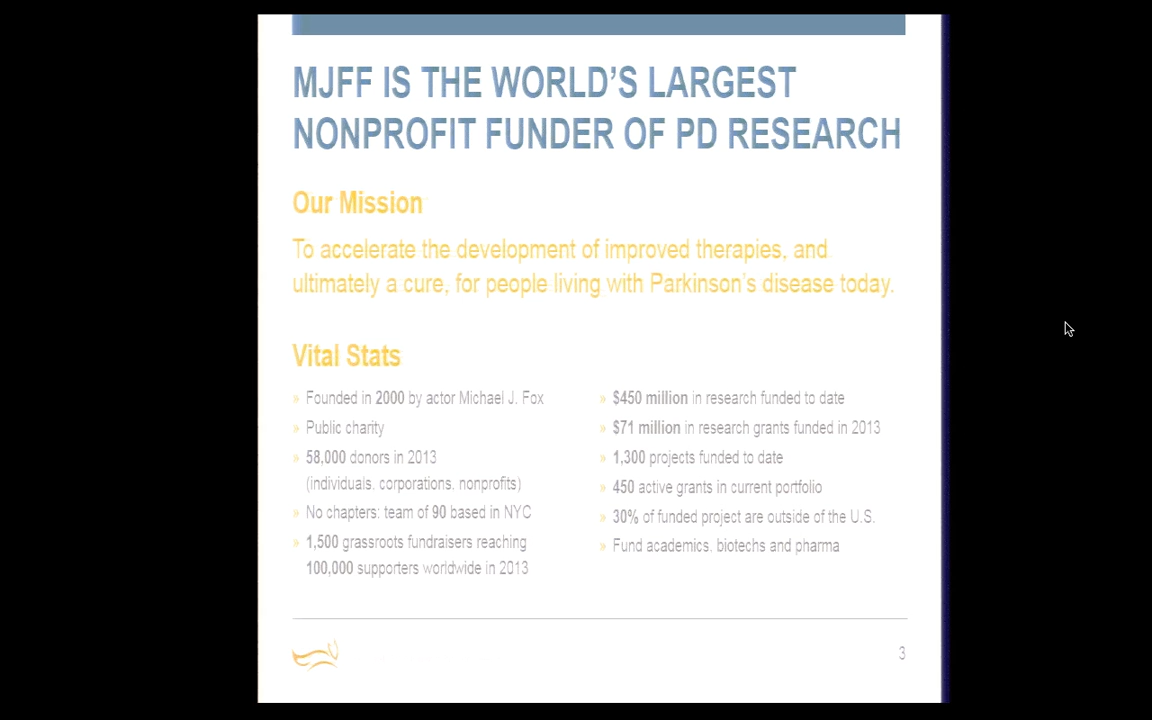 MJFF IS THE WORLD'S LARGEST
NONPROFIT FUNDER OF PD RESEARCH
Our Mission
To accelerate the development of improved therapies, and
ultimately a cure, for people living with Parkinson's disease today.
Vital Stats
» Founded in 2000 by actor Michael J. Fox
» Public charity
» 58,000 donors in 2013
(individuals, corporations, nonprofits)
» No chapters: team of 90 based in NYC
» 1,500 grassroots fundraisers reaching
100,000 supporters worldwide in 2013
» $450 million in research funded to date
» $71 million in research grants funded in 2013
» 1,300 projects funded to date
» 450 active grants in current portfolio
» 30% of funded project are outside of the U.S.
» Fund academics, biotechs and pharma
3